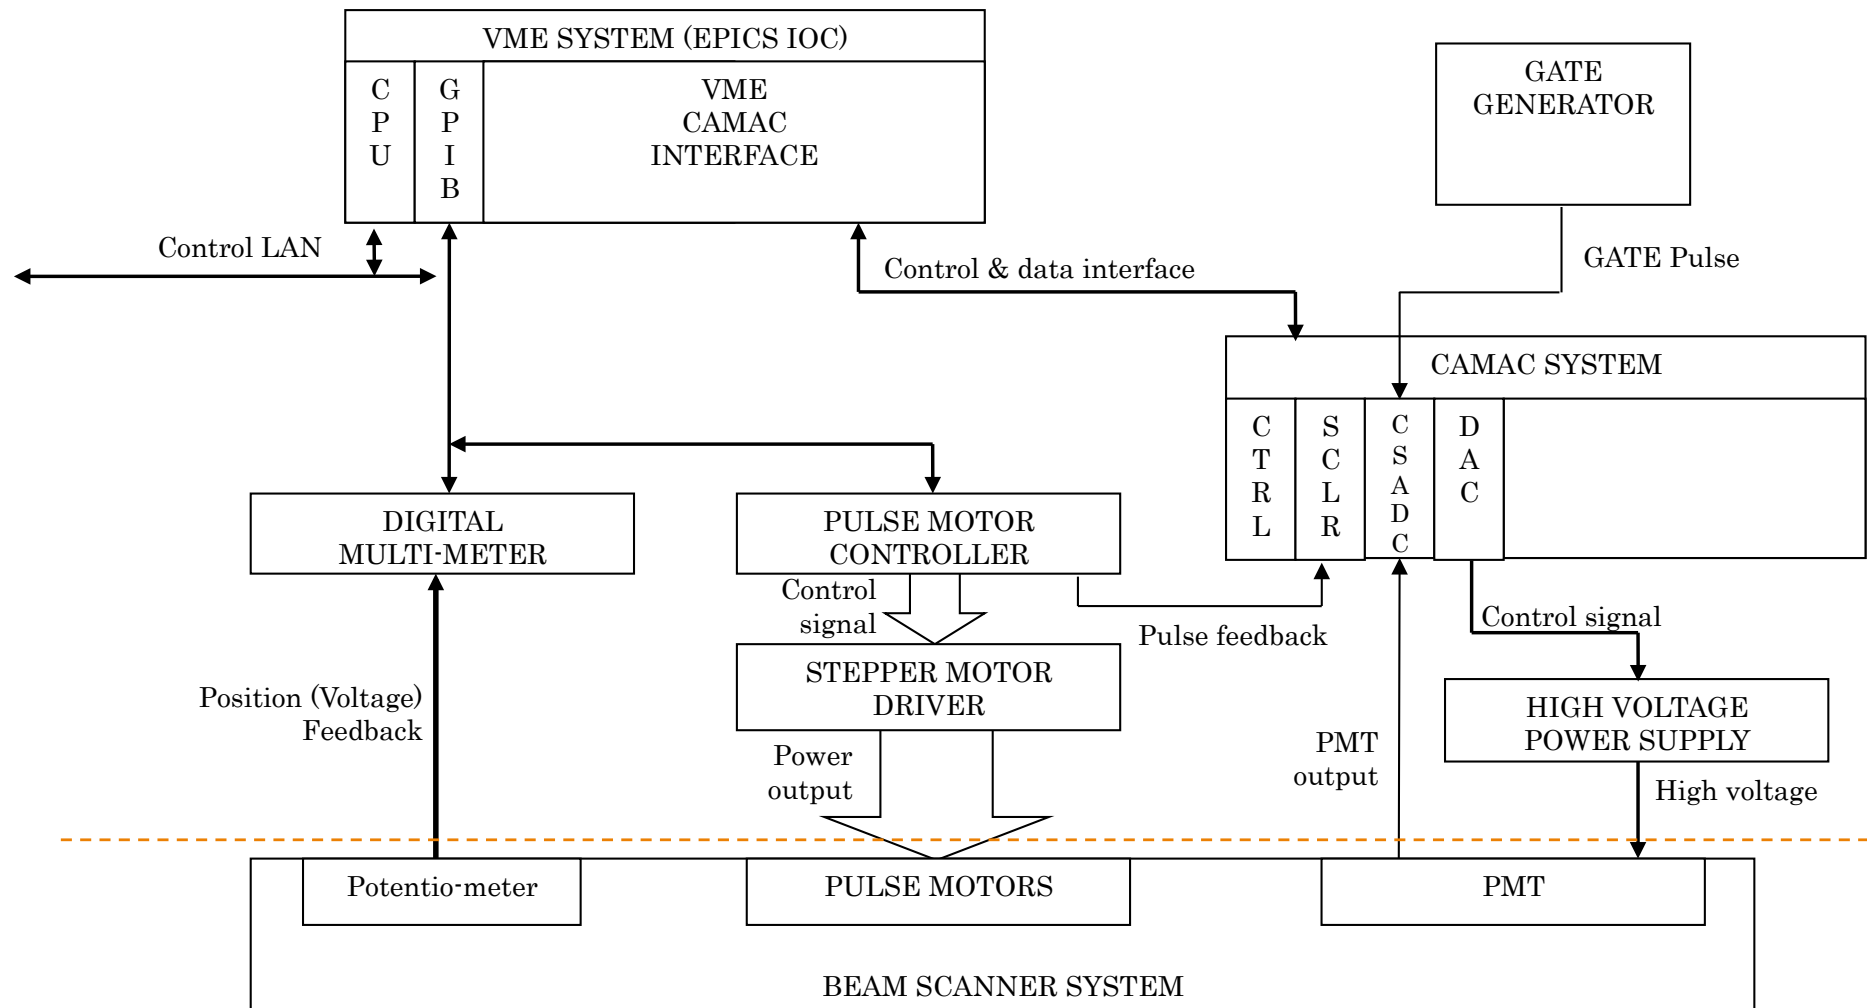 VME SYSTEM (EPICS IOC)
C
P
U
G
P
I
B
VME
CAMAC
INTERFACE
GATE
GENERATOR
Control LAN
Control & data interface
GATE Pulse
CAMAC SYSTEM
C
T
R
L
S
C
L
R
C
S
A
D
C
D
A
C
DIGITAL
MULTI-METER
PULSE MOTOR
CONTROLLER
Control
signal
Pulse feedback
Control signal
STEPPER MOTOR
DRIVER
Position (Voltage)
Feedback
HIGH VOLTAGE
POWER SUPPLY
Power
output
PMT
output
High voltage
Potentio-meter
PULSE MOTORS
PMT
BEAM SCANNER SYSTEM